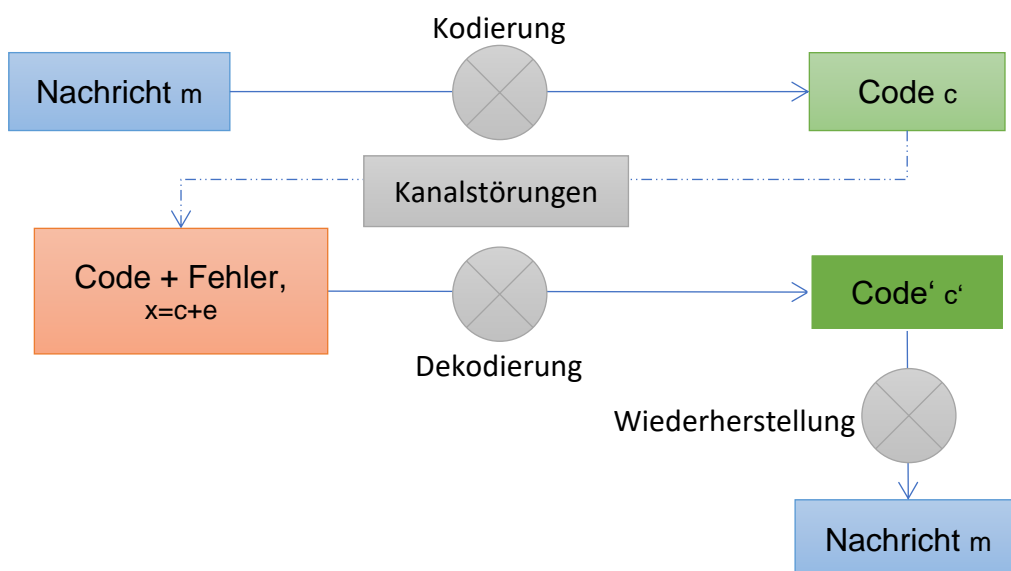 Kodierung
Nachricht m
Code c
Kanalstörungen
Code + Fehler,
x=c+e
Code‘ c‘
Dekodierung
Wiederherstellung
Nachricht m